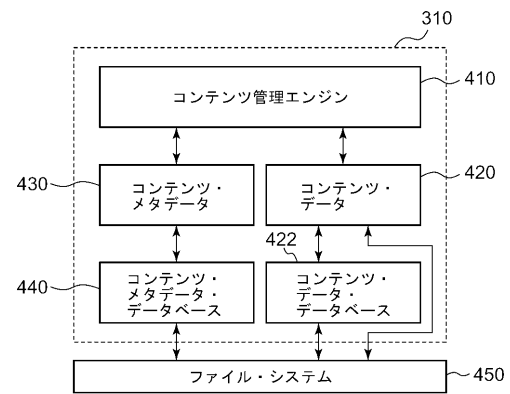 310
コンテンツ管理エンジン
410
430
コンテンツ・
メタデータ
コンテンツ・
データ
420
422
440
コンテンツ・
メタデータ・
データベース
コンテンツ・
データ・
データベース
ファイル・システム
450